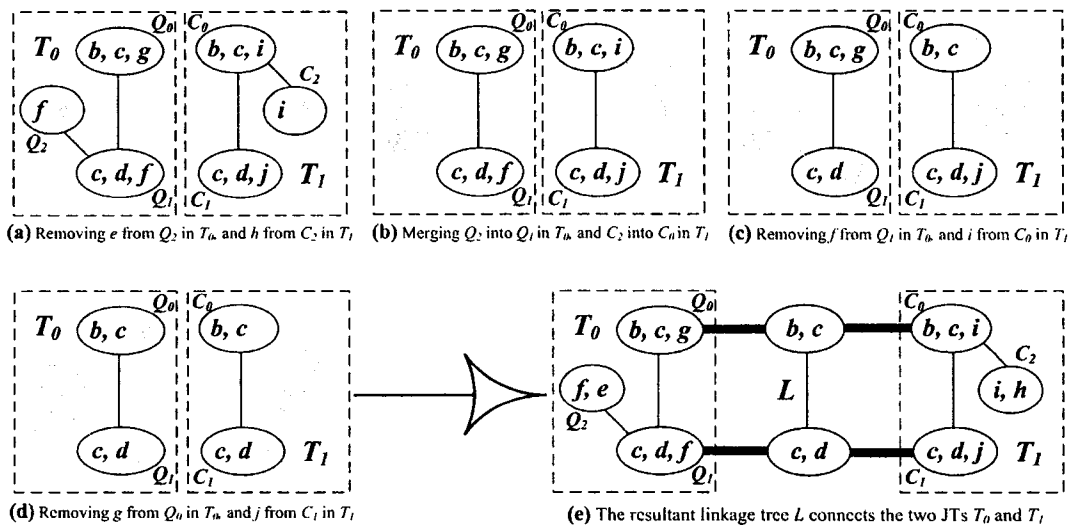 Q0 C0
T0 b, c, g b, c, i
C2
f i
Q2
c, d, f c, d, j T1
Q1 C1
(a) Removing e from Q2 in T0, and h from C2 in T1
Q0 C0
T0 b, c, g b, c, i
c, d, f c, d, j T1
Q1 C1
(b) Merging Q2 into Q1 in T0, and C2 into C0 in T1
Q0 C0
T0 b, c, g b, c
c, d c, d, j T1
Q1 C1
(c) Removing f from Q1 in T0, and i from C0 in T1
Q0 C0
T0 b, c b, c
c, d c, d T1
Q1 C1
(d) Removing g from Q0 in T0, and j from C1 in T1
Q0 C0
T0 b, c, g b, c b, c, i
C2
f, e L i, h
Q2
c, d, f c, d c, d, j T1
Q1 C1
(e) The resultant linkage tree L connects the two JTs T0 and T1